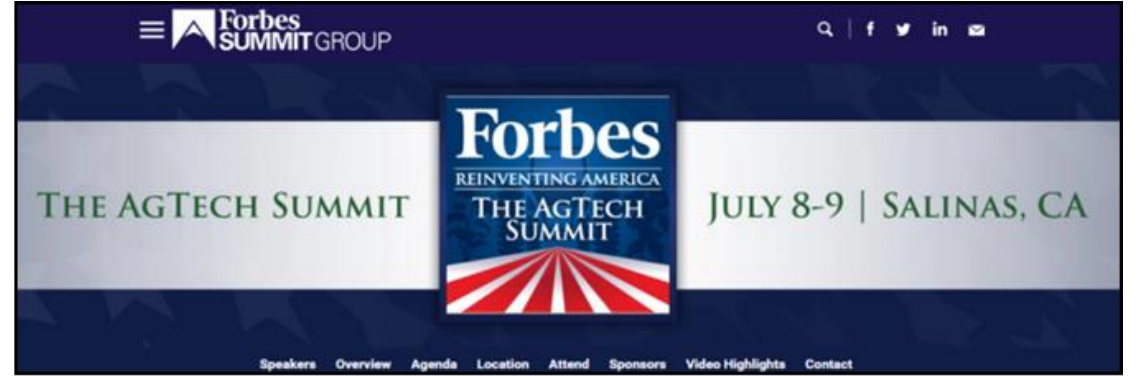 Forbes
SUMMIT GROUP
f in
THE AGTECH SUMMIT
Forbes
REINVENTING AMERICA
THE AGTECH
SUMMIT
JULY 8-9 | SALINAS, CA
Speakers Overview Agenda Location Attend Sponsors Video Highlights Contact